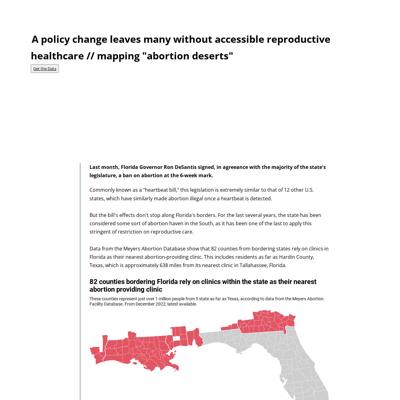 A policy change leaves many without accessible reproductive
healthcare // mapping "abortion deserts"
Get the Data
Last month, Florida Governor Ron DeSantis signed, in agreeance with the majority of the state's
legislature, a ban on abortion at the 6-week mark.
Commonly known as a "heartbeat bill," this legislation is extremely similar to that of 12 other U.S.
states, which have similarly made abortion illegal once a heartbeat is detected.
But the bill's effects don't stop along Florida's borders. For the last several years, the state has been
considered some sort of abortion haven in the South, as it has been one of the last to apply this
stringent of restriction on reproductive care.
Data from the Meyers Abortion Database show that 82 counties from bordering states rely on clinics in
Florida as their nearest abortion-providing clinic. This includes residents as far as Hardin County,
Texas, which is approximately 638 miles from its nearest clinic in Tallahassee, Florida.
82 counties bordering Florida rely on clinics within the state as their nearest
abortion providing clinic
These counties represent just over 1 million people from 5 state as far as Texas, according to data from the Meyers Abortion
Facility Database. From December 2022, latest available.